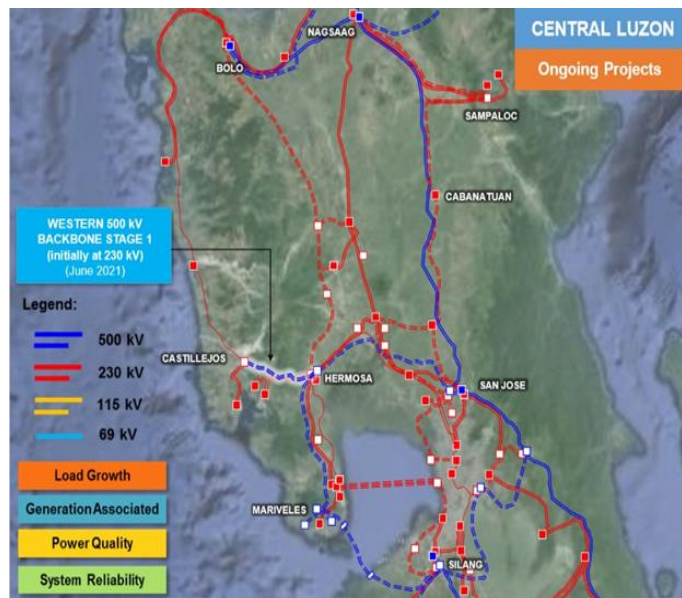 CENTRAL LUZON
Ongoing Projects
NAGSAAG
BOLO
SAMPALOC
CABANATUAN
WESTERN 500 kV
BACKBONE STAGE 1
(initially at 230 kV)
(June 2021)
Legend:
500 kV
230 kV
115 kV
69 kV
CASTILLEJOS
HERMOSA
SAN JOSE
Load Growth
Generation Associated
Power Quality
System Reliability
MARIVELES
SILANG